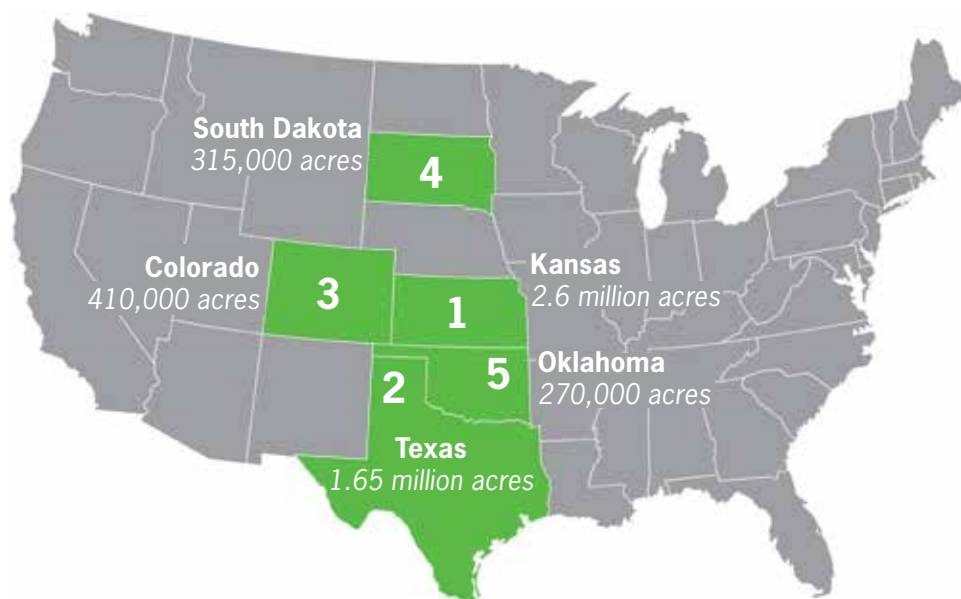 South Dakota
315,000 acres
4
Colorado
410,000 acres
3
1
Kansas
2.6 million acres
2
5
Oklahoma
270,000 acres
Texas
1.65 million acres